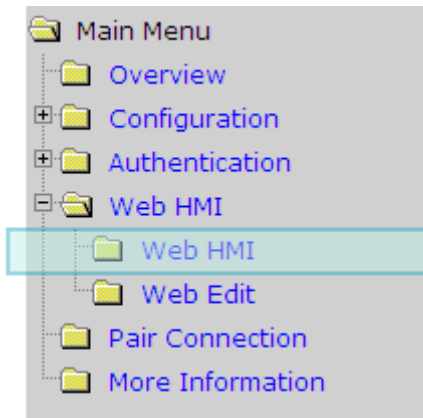 Main Menu
Overview
Configuration
Authentication
Web HMI
Web HMI
Web Edit
Pair Connection
More Information